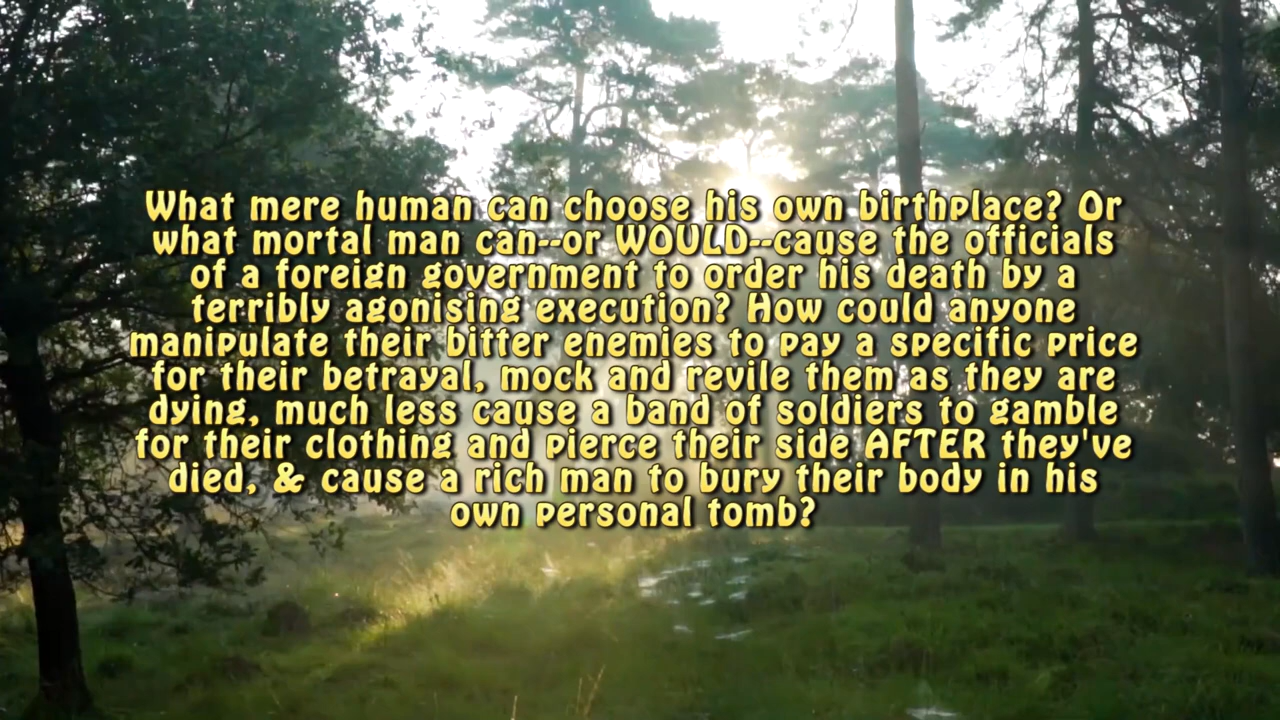 What mere human can choose his own birthplace? Or
what mortal man can--or WOULD--cause the officials
of a foreign government to order his death by a
terribly agonising execution? How could anyone
manipulate their bitter enemies to pay a specific price
for their betrayal, mock and revile them as they are
dying, much less cause a band of soldiers to gamble
for their clothing and pierce their side AFTER they've
died, & cause a rich man to bury their body in his
own personal tomb?